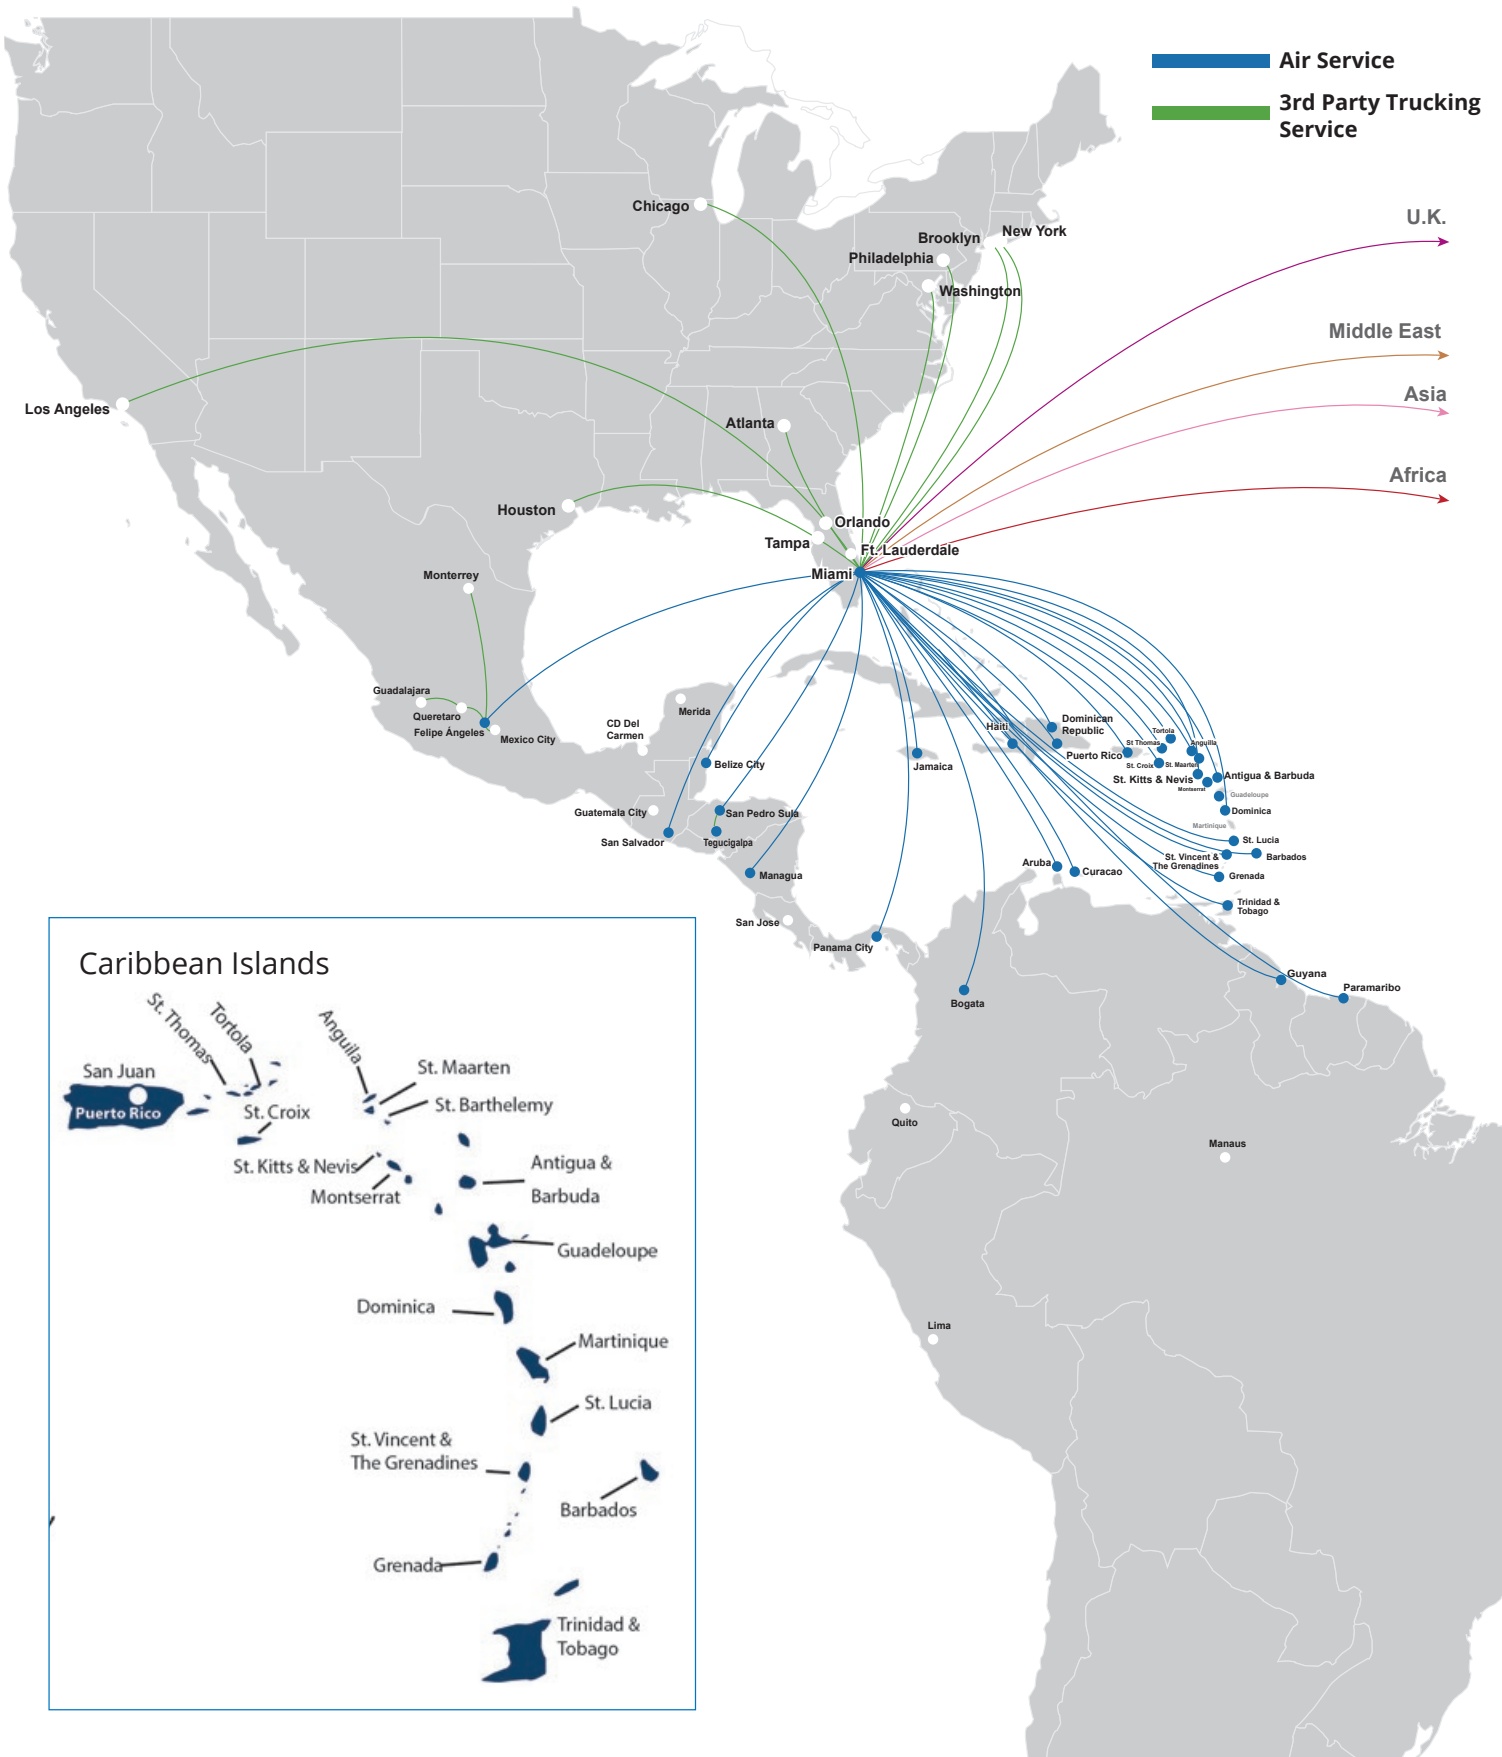 Air Service
3rd Party Trucking
Service
U.K.
Middle East
Asia
Africa
Chicago
Brooklyn
New York
Philadelphia
Washington
Los Angeles
Atlanta
Houston
Orlando
Tampa
Ft. Lauderdale
Miami
Monterrey
Guadalajara
Queretaro
Felipe Ángeles
Mexico City
Merida
CD Del
Carmen
Belize City
Guatemala City
San Salvador
San Pedro Sula
Tegucigalpa
Managua
San Jose
Panama City
Bogata
Jamaica
Haiti
Dominican
Republic
Puerto Rico
St Thomas
Tortola
St. Croix
St. Maarten
Anguilla
St. Kitts & Nevis
Montserrat
Antigua & Barbuda
Guadeloupe
Dominica
Martinique
St. Lucia
Barbados
St. Vincent &
The Grenadines
Grenada
Trinidad &
Tobago
Aruba
Curacao
Guyana
Paramaribo
Quito
Manaus
Lima
Caribbean Islands
St. Thomas
Tortola
Anguila
San Juan
Puerto Rico
St. Croix
St. Maarten
St. Barthelemy
St. Kitts & Nevis
Montserrat
Antigua &
Barbuda
Guadeloupe
Dominica
Martinique
St. Lucia
St. Vincent &
The Grenadines
Barbados
Grenada
Trinidad &
Tobago